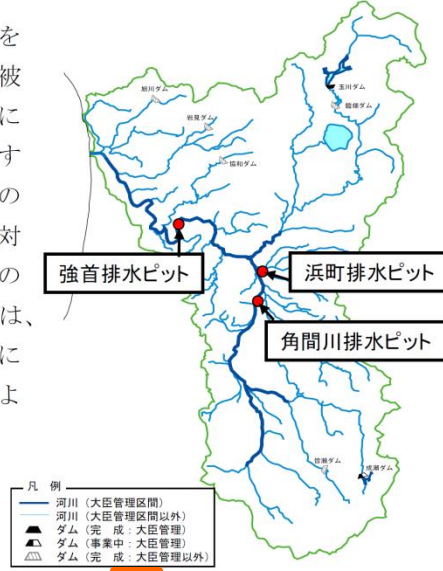 を
被
に
す
の
対
の
は、
に
よ
旭川ダム
岩見ダム
協和ダム
玉川ダム
鎧畑ダム
強首排水ピット
浜町排水ピット
角間川排水ピット
皆瀬ダム
成瀬ダム
凡 例
河川（大臣管理区間）
河川（大臣管理区間以外）
ダム（完 成：大臣管理）
ダム（事業中：大臣管理）
ダム（完 成：大臣管理以外）